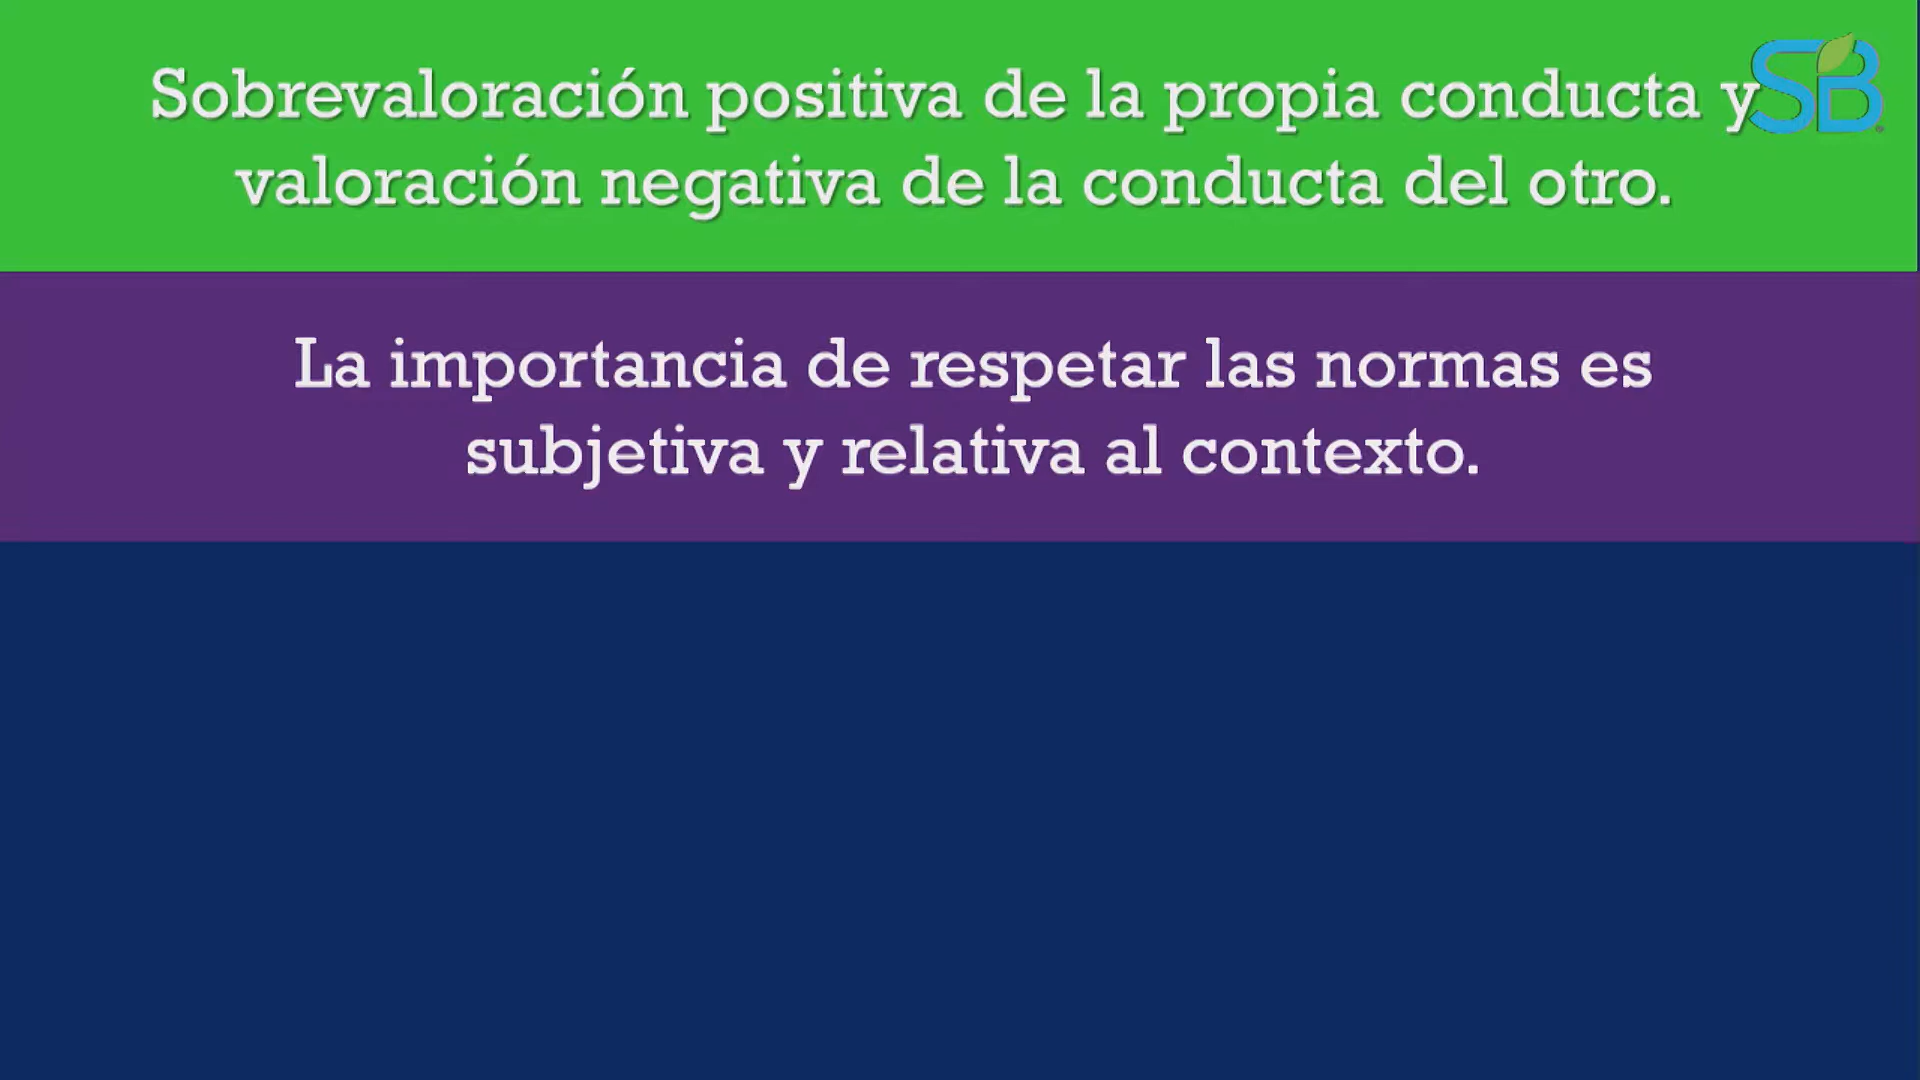 Sobrevaloración positiva de la propia conducta y
valoración negativa de la conducta del otro.
SB
La importancia de respetar las normas es
subjetiva y relativa al contexto.